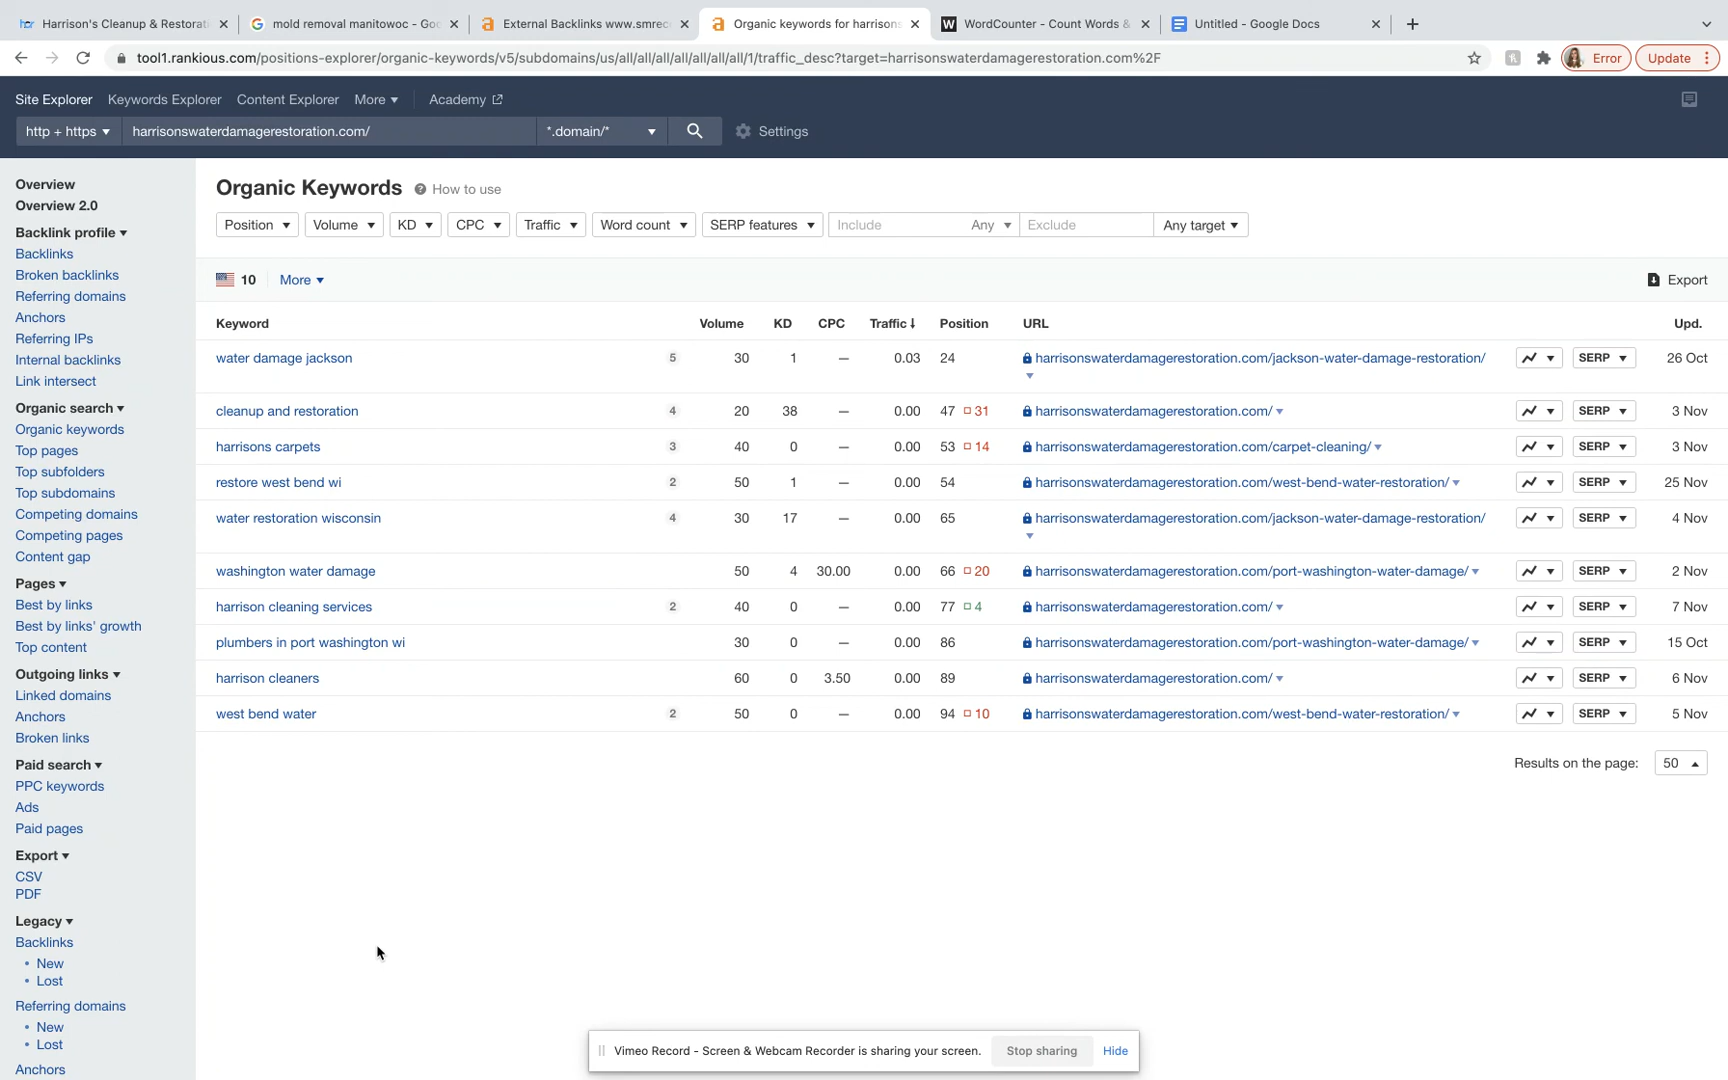 Harrison's Cleanup & Restorat
mold removal manitowoc - Goo
External Backlinks www.smrec
Organic keywords for harrisons
WordCounter - Count Words &
Untitled - Google Docs
tool1.rankious.com/positions-explorer/organic-keywords/v5/subdomains/us/all/all/all/all/all/all/all/1/traffic_desc?target=harrisonswaterdamagerestoration.com%2F
Error
Update
Site Explorer Keywords Explorer Content Explorer More Academy
http + https harrisonswaterdamagerestoration.com/ *.domain/* Settings
Overview
Overview 2.0
Backlink profile
Backlinks
Broken backlinks
Referring domains
Anchors
Referring IPs
Internal backlinks
Link intersect
Organic search
Organic keywords
Top pages
Top subfolders
Top subdomains
Competing domains
Competing pages
Content gap
Pages
Best by links
Best by links' growth
Top content
Outgoing links
Linked domains
Anchors
Broken links
Paid search
PPC keywords
Ads
Paid pages
Export
CSV
PDF
Legacy
Backlinks
• New
• Lost
Referring domains
• New
• Lost
Anchors
Organic Keywords ? How to use
Position Volume KD CPC Traffic Word count SERP features Include Any Exclude Any target
10 More Export
Keyword Volume KD CPC Traffic Position URL Upd.
water damage jackson 5 30 1 — 0.03 24 harrisonswaterdamagerestoration.com/jackson-water-damage-restoration/ SERP 26 Oct
cleanup and restoration 4 20 38 — 0.00 47 31 harrisonswaterdamagerestoration.com/ SERP 3 Nov
harrisons carpets 3 40 0 — 0.00 53 14 harrisonswaterdamagerestoration.com/carpet-cleaning/ SERP 3 Nov
restore west bend wi 2 50 1 — 0.00 54 harrisonswaterdamagerestoration.com/west-bend-water-restoration/ SERP 25 Nov
water restoration wisconsin 4 30 17 — 0.00 65 harrisonswaterdamagerestoration.com/jackson-water-damage-restoration/ SERP 4 Nov
washington water damage 50 4 30.00 0.00 66 20 harrisonswaterdamagerestoration.com/port-washington-water-damage/ SERP 2 Nov
harrison cleaning services 2 40 0 — 0.00 77 4 harrisonswaterdamagerestoration.com/ SERP 7 Nov
plumbers in port washington wi 30 0 — 0.00 86 harrisonswaterdamagerestoration.com/port-washington-water-damage/ SERP 15 Oct
harrison cleaners 60 0 3.50 0.00 89 harrisonswaterdamagerestoration.com/ SERP 6 Nov
west bend water 2 50 0 — 0.00 94 10 harrisonswaterdamagerestoration.com/west-bend-water-restoration/ SERP 5 Nov
Results on the page: 50
Vimeo Record - Screen & Webcam Recorder is sharing your screen. Stop sharing Hide